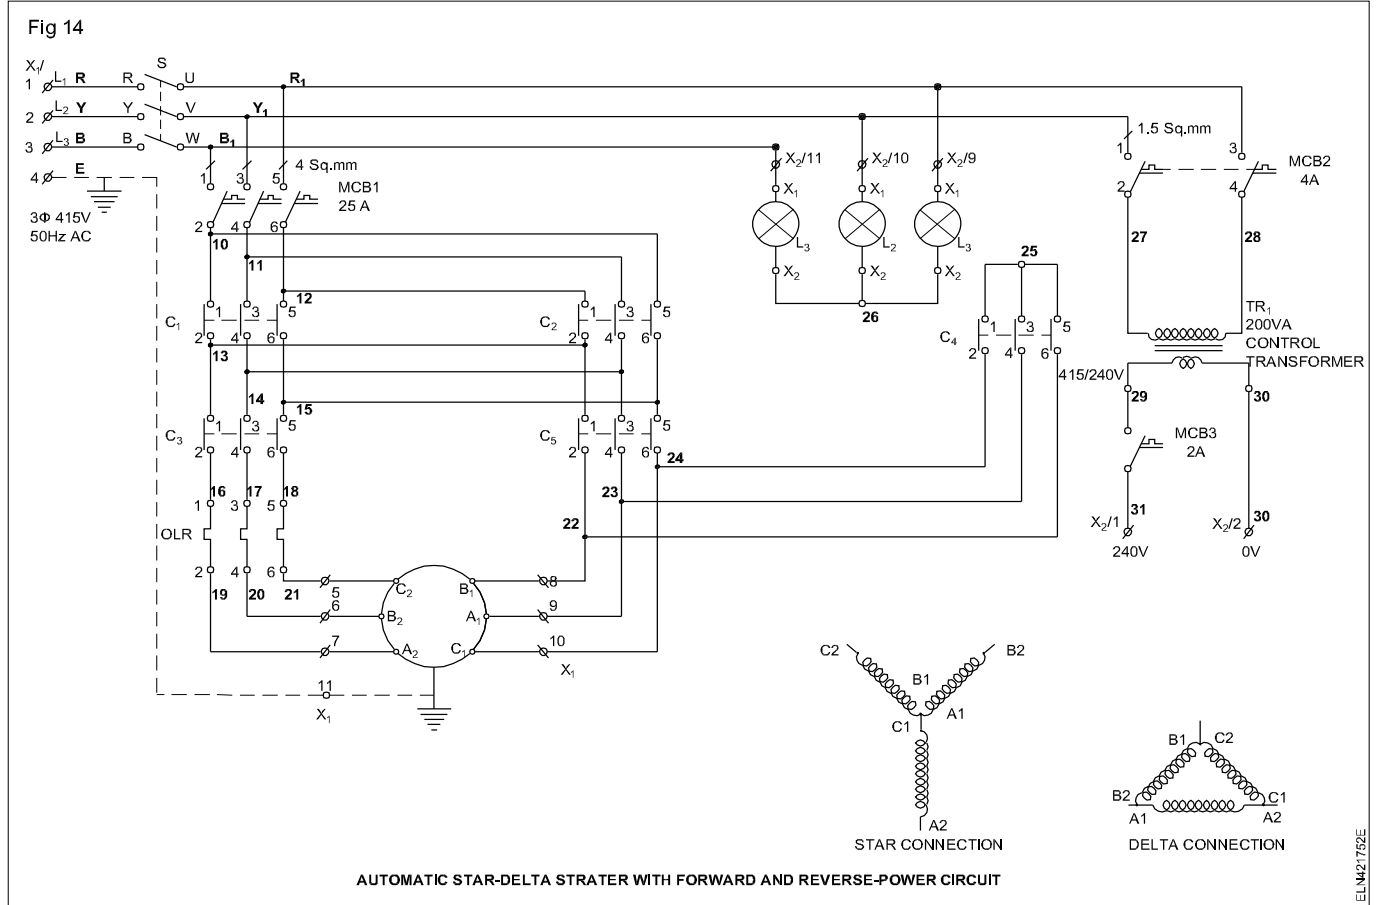 Fig 14
X₁/
1 L₁ R R S U R₁
2 L₂ Y Y V Y₁
3 L₃ B B W B₁
4 E
3Φ 415V
50Hz AC
4 Sq.mm
1 3 5
MCB1
25 A
2 4 6
10
11
12
X₂/11 X₂/10 X₂/9
X₁ X₁ X₁
L₃ L₂ L₃
X₂ X₂ X₂
26
1.5 Sq.mm
1 3
MCB2
4A
2 4
27 28
TR₁
200VA
CONTROL
TRANSFORMER
415/240V
29 30
MCB3
2A
31 30
X₂/1 X₂/2
240V 0V
C₁ 1 3 5
2 4 6
C₂ 1 3 5
2 4 6
25
C₄ 1 3 5
2 4 6
13
14
15
C₃ 1 3 5
2 4 6
C₅ 1 3 5
2 4 6
24
23
22
16 17 18
1 3 5
OLR
2 4 6
19 20 21
5 C₂ B₁ 8
6 B₂ A₁ 9
7 A₂ C₁ 10
X₁
11
X₁
C2 B2
B1
C1 A1
A2
STAR CONNECTION
B1 C2
B2 C1
A1 A2
DELTA CONNECTION
AUTOMATIC STAR-DELTA STRATER WITH FORWARD AND REVERSE-POWER CIRCUIT
ELN421752E